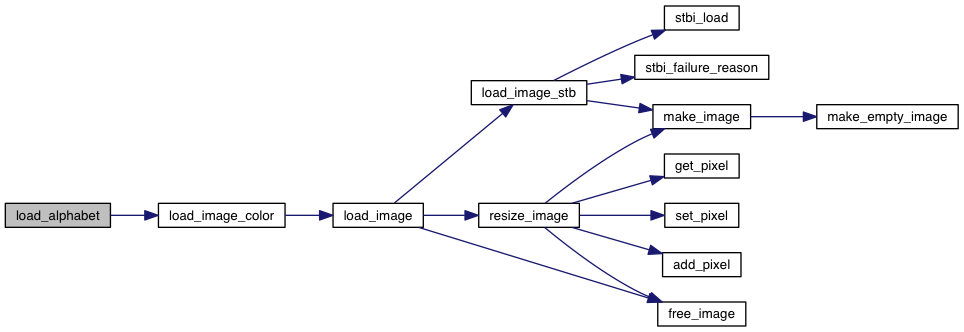 stbi_load
stbi_failure_reason
load_image_stb
make_image
make_empty_image
get_pixel
load_alphabet
load_image_color
load_image
resize_image
set_pixel
add_pixel
free_image